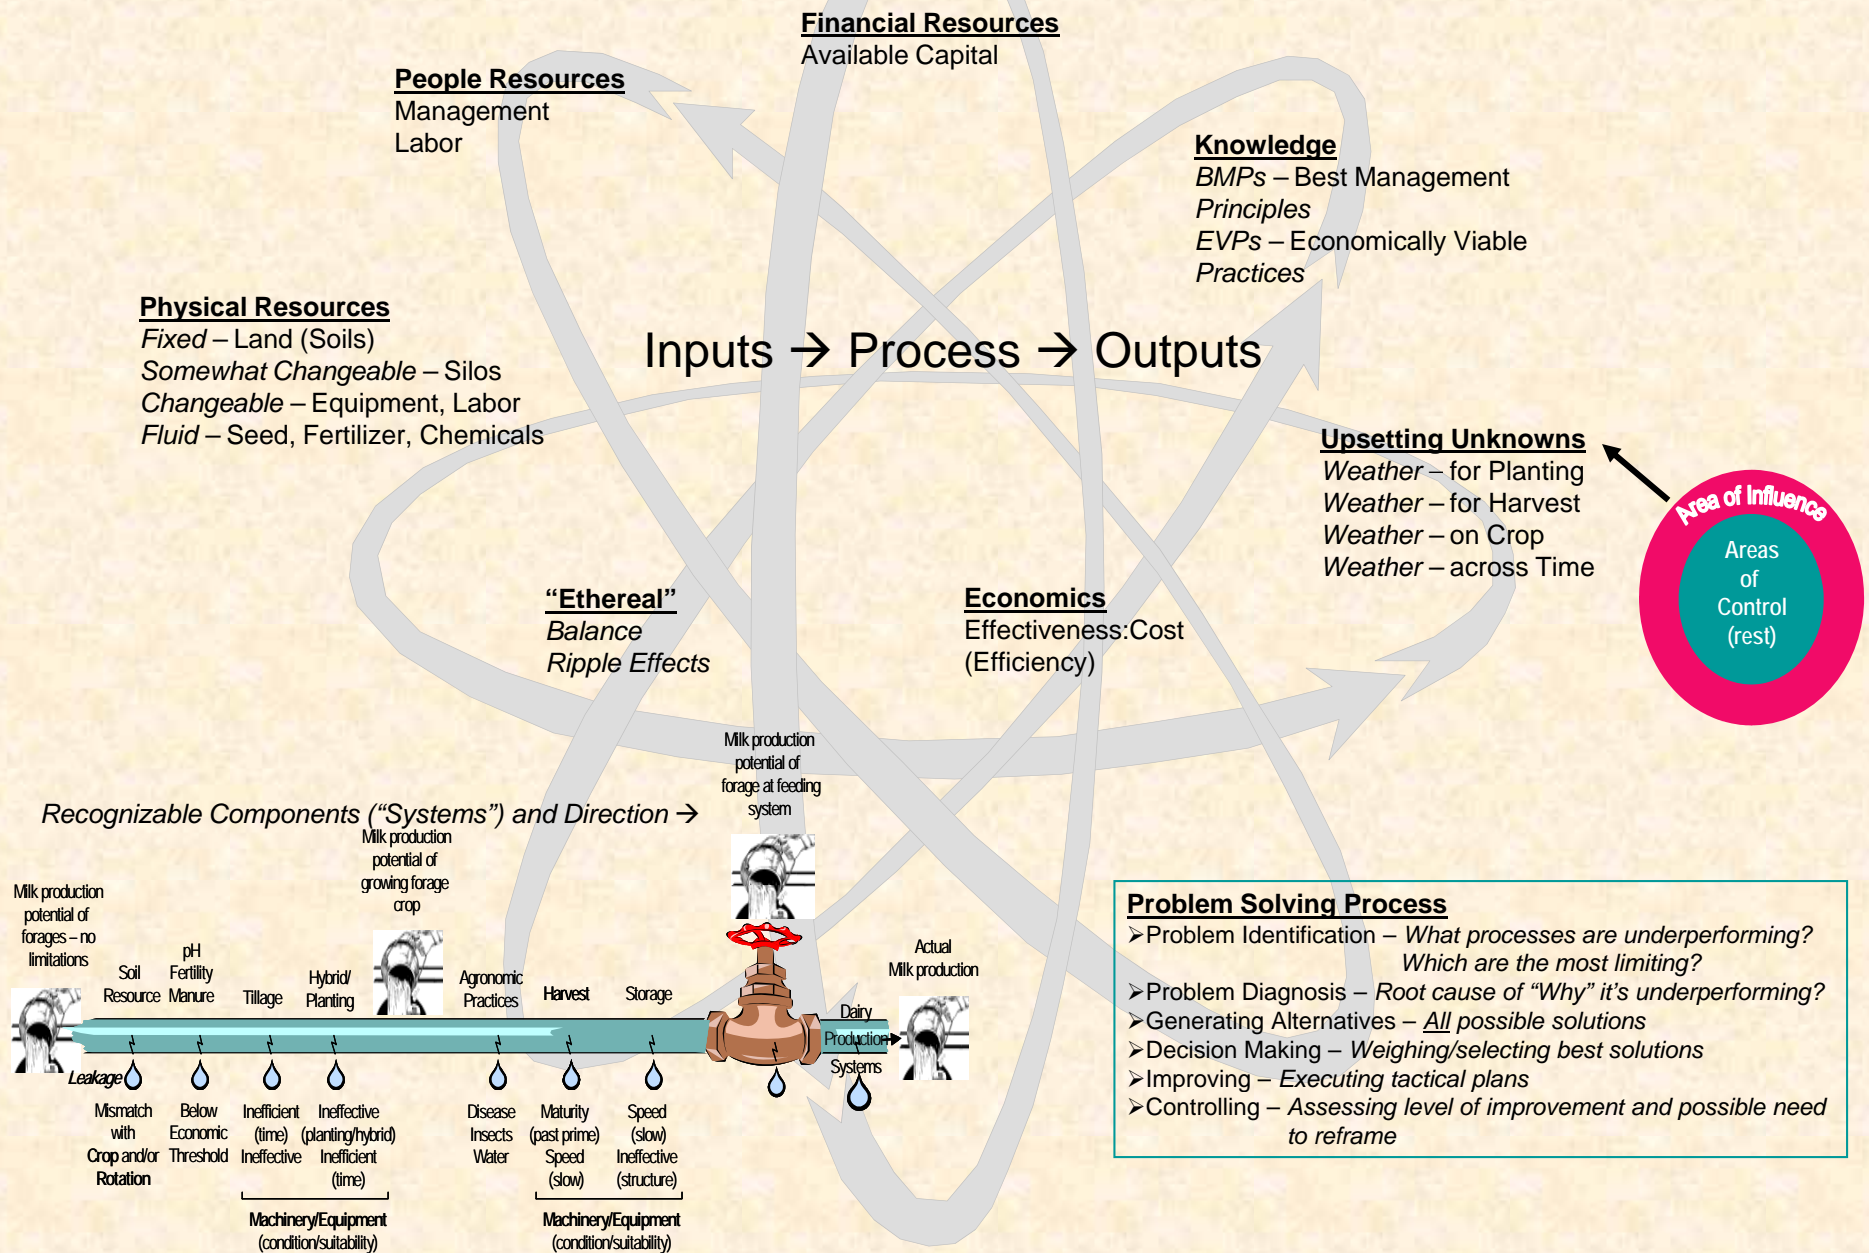 Financial Resources
Available Capital
People Resources
Management
Labor
Knowledge
BMPs – Best Management
Principles
EVPs – Economically Viable
Practices
Physical Resources
Fixed – Land (Soils)
Somewhat Changeable – Silos
Changeable – Equipment, Labor
Fluid – Seed, Fertilizer, Chemicals
Inputs → Process → Outputs
Upsetting Unknowns
Weather – for Planting
Weather – for Harvest
Weather – on Crop
Weather – across Time
Area of Influence
Areas
of
Control
(rest)
“Ethereal”
Balance
Ripple Effects
Economics
Effectiveness:Cost
(Efficiency)
Recognizable Components (“Systems”) and Direction →
Milk production
potential of
forages – no
limitations
Soil
Resource
pH
Fertility
Manure
Tillage
Hybrid/
Planting
Milk production
potential of
growing forage
crop
Agronomic
Practices
Harvest
Storage
Milk production
potential of
forage at feeding
system
Dairy
Production
Systems
Actual
Milk production
Leakage
Mismatch
with
Crop and/or
Rotation
Below
Economic
Threshold
Inefficient
(time)
Ineffective
Ineffective
(planting/hybrid)
Inefficient
(time)
Machinery/Equipment
(condition/suitability)
Disease
Insects
Water
Maturity
(past prime)
Speed
(slow)
Speed
(slow)
Ineffective
(structure)
Machinery/Equipment
(condition/suitability)
Problem Solving Process
➢Problem Identification – What processes are underperforming?
Which are the most limiting?
➢Problem Diagnosis – Root cause of “Why” it’s underperforming?
➢Generating Alternatives – All possible solutions
➢Decision Making – Weighing/selecting best solutions
➢Improving – Executing tactical plans
➢Controlling – Assessing level of improvement and possible need
to reframe